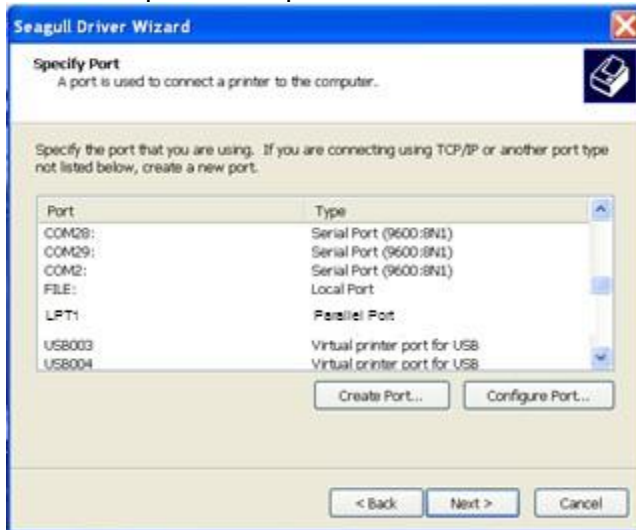 Seagull Driver Wizard
Specify Port
A port is used to connect a printer to the computer.
Specify the port that you are using. If you are connecting using TCP/IP or another port type
not listed below, create a new port.
Port Type
COM28: Serial Port (9600:8N1)
COM29: Serial Port (9600:8N1)
COM2: Serial Port (9600:8N1)
FILE: Local Port
LPT1 Parallel Port
USB003 Virtual printer port for USB
USB004 Virtual printer port for USB
Create Port... Configure Port...
< Back Next > Cancel